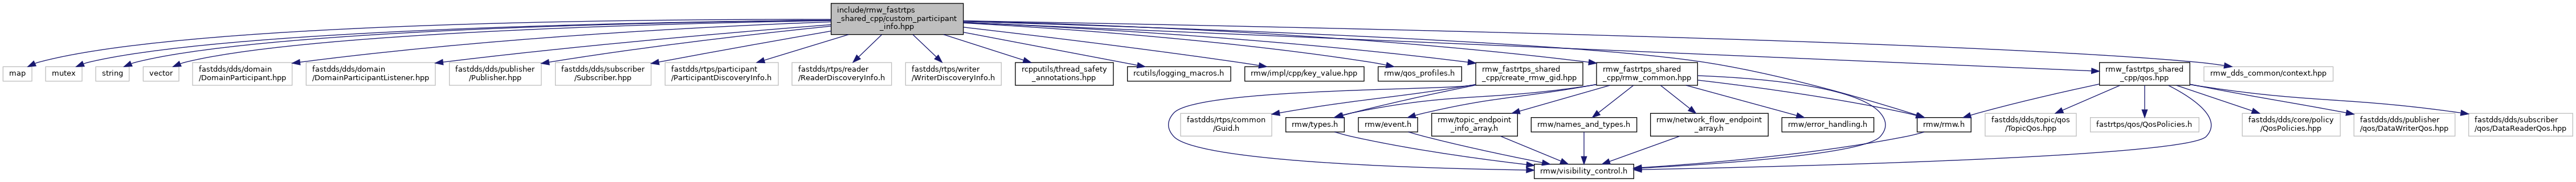 include/rmw_fastrtps
_shared_cpp/custom_participant
_info.hpp
map
mutex
string
vector
fastdds/dds/domain
/DomainParticipant.hpp
fastdds/dds/domain
/DomainParticipantListener.hpp
fastdds/dds/publisher
/Publisher.hpp
fastdds/dds/subscriber
/Subscriber.hpp
fastdds/rtps/participant
/ParticipantDiscoveryInfo.h
fastdds/rtps/reader
/ReaderDiscoveryInfo.h
fastdds/rtps/writer
/WriterDiscoveryInfo.h
rcpputils/thread_safety
_annotations.hpp
rcutils/logging_macros.h
rmw/impl/cpp/key_value.hpp
rmw/qos_profiles.h
rmw_fastrtps_shared
_cpp/create_rmw_gid.hpp
rmw_fastrtps_shared
_cpp/rmw_common.hpp
rmw_fastrtps_shared
_cpp/qos.hpp
rmw_dds_common/context.hpp
fastdds/rtps/common
/Guid.h
rmw/types.h
rmw/event.h
rmw/topic_endpoint
_info_array.h
rmw/names_and_types.h
rmw/network_flow_endpoint
_array.h
rmw/error_handling.h
rmw/rmw.h
fastdds/dds/topic/qos
/TopicQos.hpp
fastrtps/qos/QosPolicies.h
fastdds/dds/core/policy
/QosPolicies.hpp
fastdds/dds/publisher
/qos/DataWriterQos.hpp
fastdds/dds/subscriber
/qos/DataReaderQos.hpp
rmw/visibility_control.h